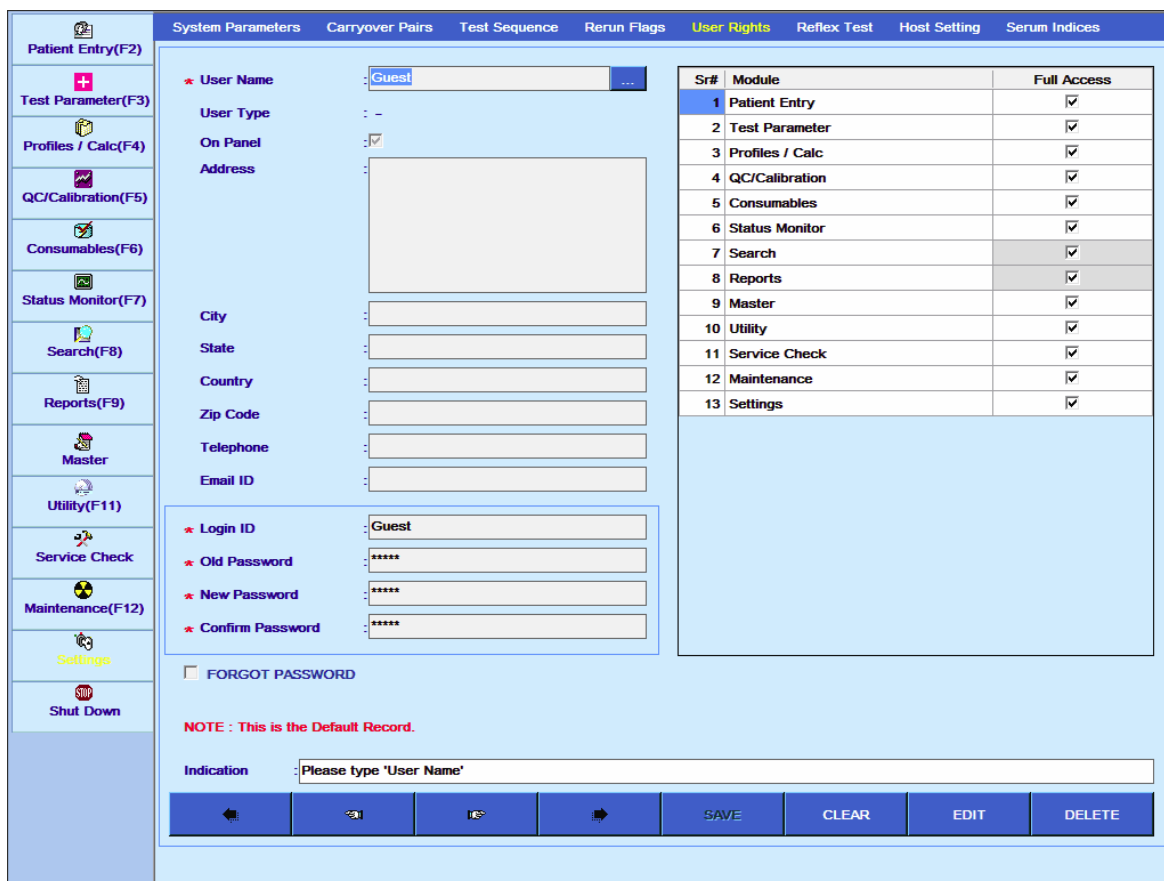 System Parameters Carryover Pairs Test Sequence Rerun Flags User Rights Reflex Test Host Setting Serum Indices
Patient Entry(F2)
Test Parameter(F3)
Profiles / Calc(F4)
QC/Calibration(F5)
Consumables(F6)
Status Monitor(F7)
Search(F8)
Reports(F9)
Master
Utility(F11)
Service Check
Maintenance(F12)
Settings
STOP
Shut Down
* User Name : Guest ...
User Type : -
On Panel :
Address :
City :
State :
Country :
Zip Code :
Telephone :
Email ID :
* Login ID : Guest
* Old Password : *****
* New Password : *****
* Confirm Password : *****
FORGOT PASSWORD
NOTE : This is the Default Record.
Sr# Module Full Access
1 Patient Entry
2 Test Parameter
3 Profiles / Calc
4 QC/Calibration
5 Consumables
6 Status Monitor
7 Search
8 Reports
9 Master
10 Utility
11 Service Check
12 Maintenance
13 Settings
Indication : Please type 'User Name'
SAVE CLEAR EDIT DELETE